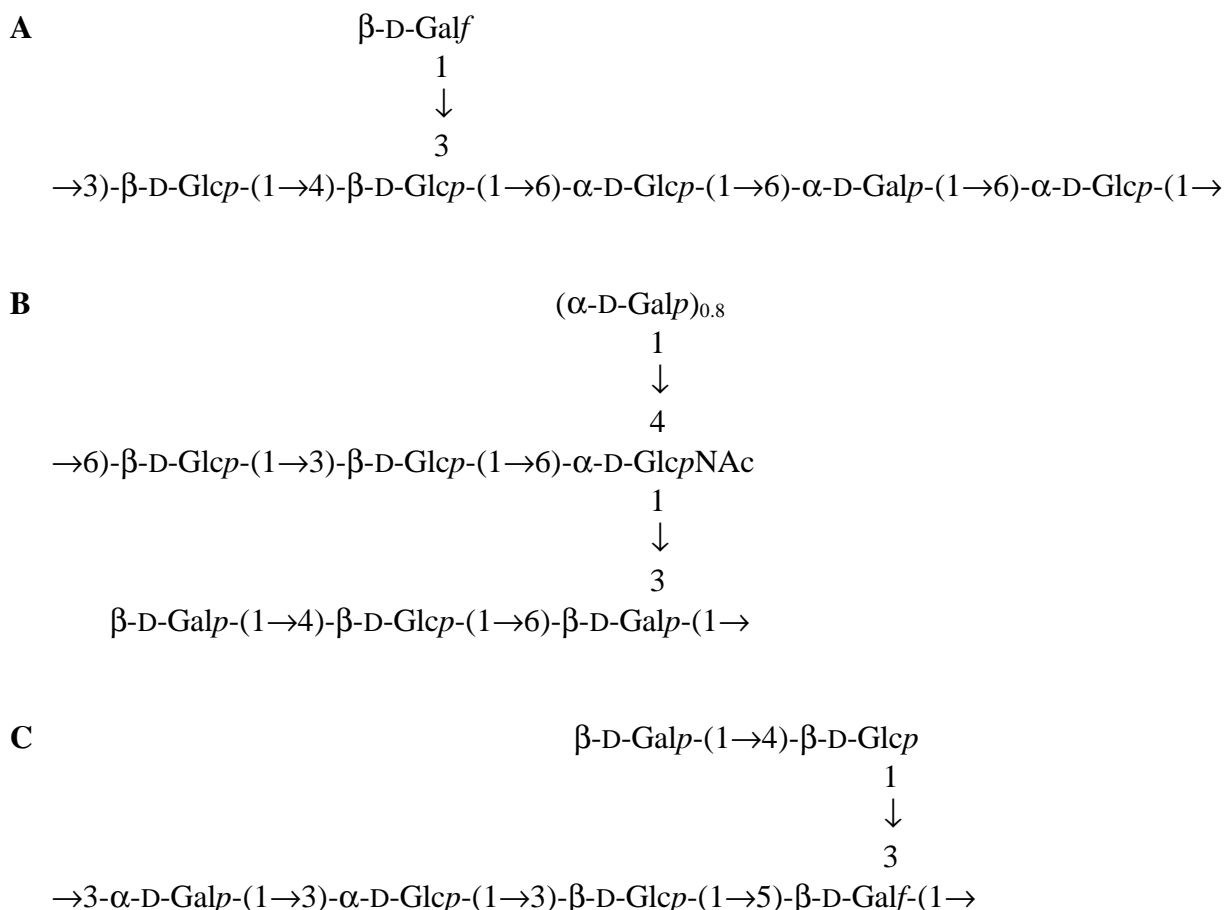 A β-D-Galf
1
↓
3
→3)-β-D-Glcp-(1→4)-β-D-Glcp-(1→6)-α-D-Glcp-(1→6)-α-D-Galp-(1→6)-α-D-Glcp-(1→
B (α-D-Galp)0.8
1
↓
4
→6)-β-D-Glcp-(1→3)-β-D-Glcp-(1→6)-α-D-GlcpNAc
1
↓
3
β-D-Galp-(1→4)-β-D-Glcp-(1→6)-β-D-Galp-(1→
C β-D-Galp-(1→4)-β-D-Glcp
1
↓
3
→3-α-D-Galp-(1→3)-α-D-Glcp-(1→3)-β-D-Glcp-(1→5)-β-D-Galf-(1→